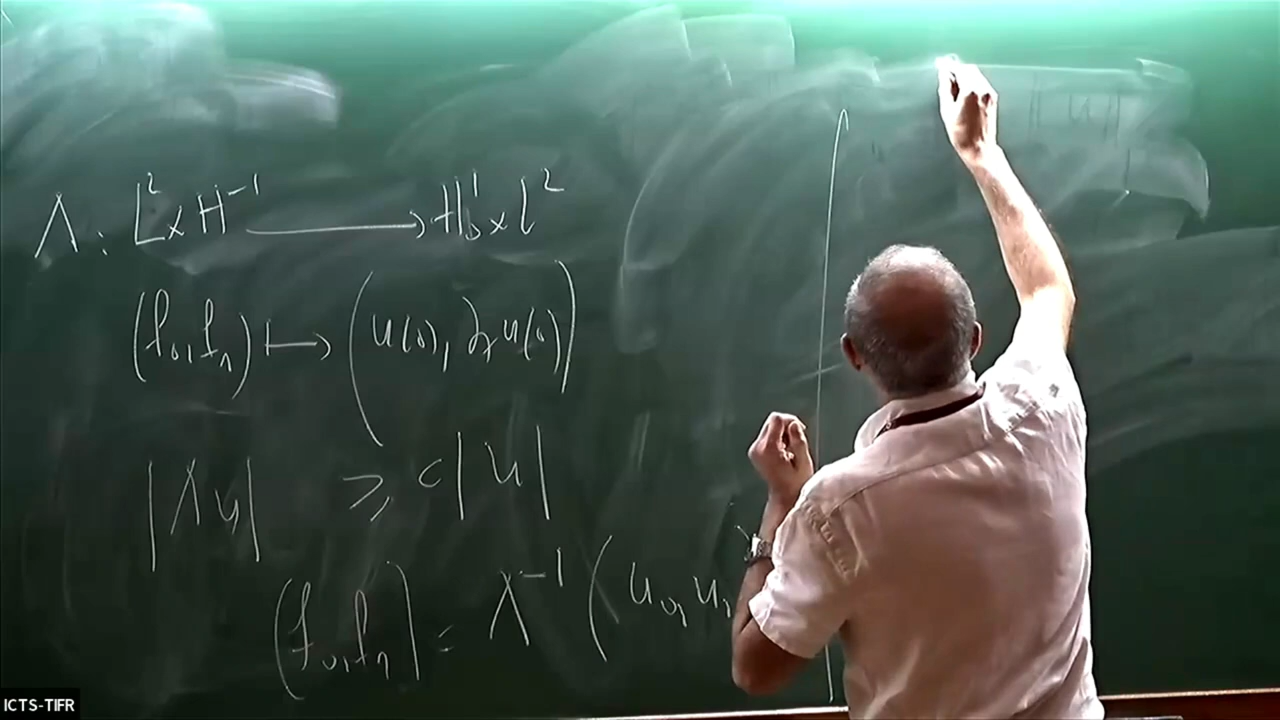 Λ : L² × H⁻¹ ⟶ H¹₀ × L²
(f₀, f₁) ⟼ (u(0), ∂ₜu(0))
|Λu| ≥ c|u|
(f₀, f₁) = Λ⁻¹(u₀, u₁
ICTS-TIFR